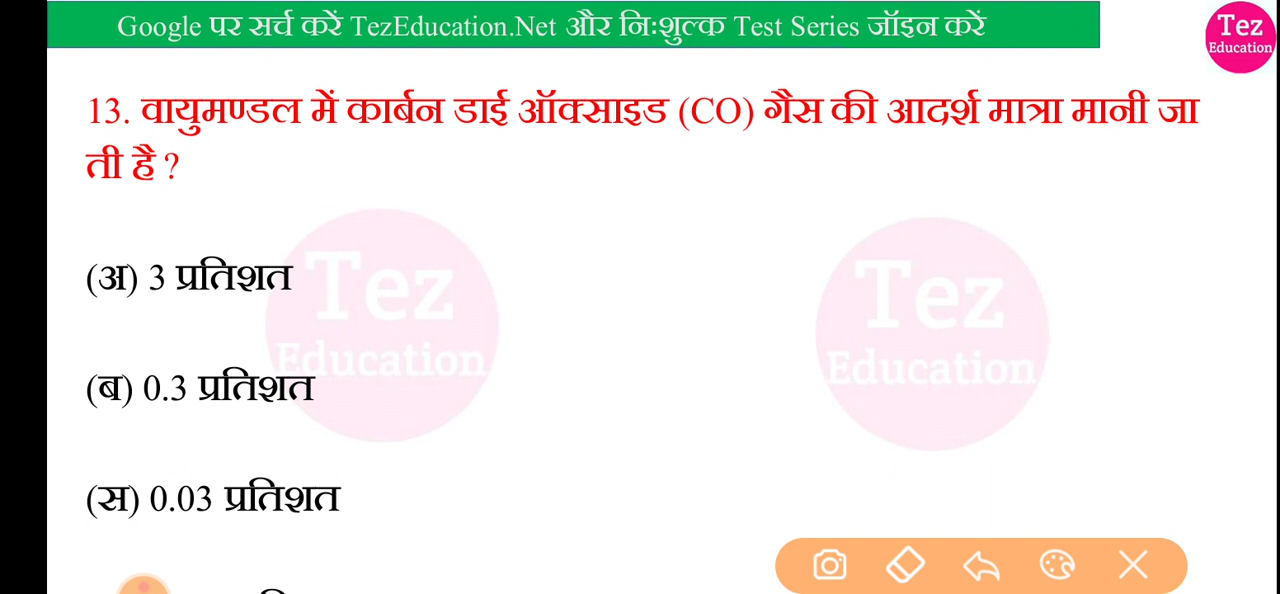 Google पर सर्च करें TezEducation.Net और निःशुल्क Test Series जॉइन करें
Tez
Education
13. वायुमण्डल में कार्बन डाई ऑक्साइड (CO) गैस की आदर्श मात्रा मानी जा
ती है ?
(अ) 3 प्रतिशत
(ब) 0.3 प्रतिशत
(स) 0.03 प्रतिशत
Tez
Education
Tez
Education